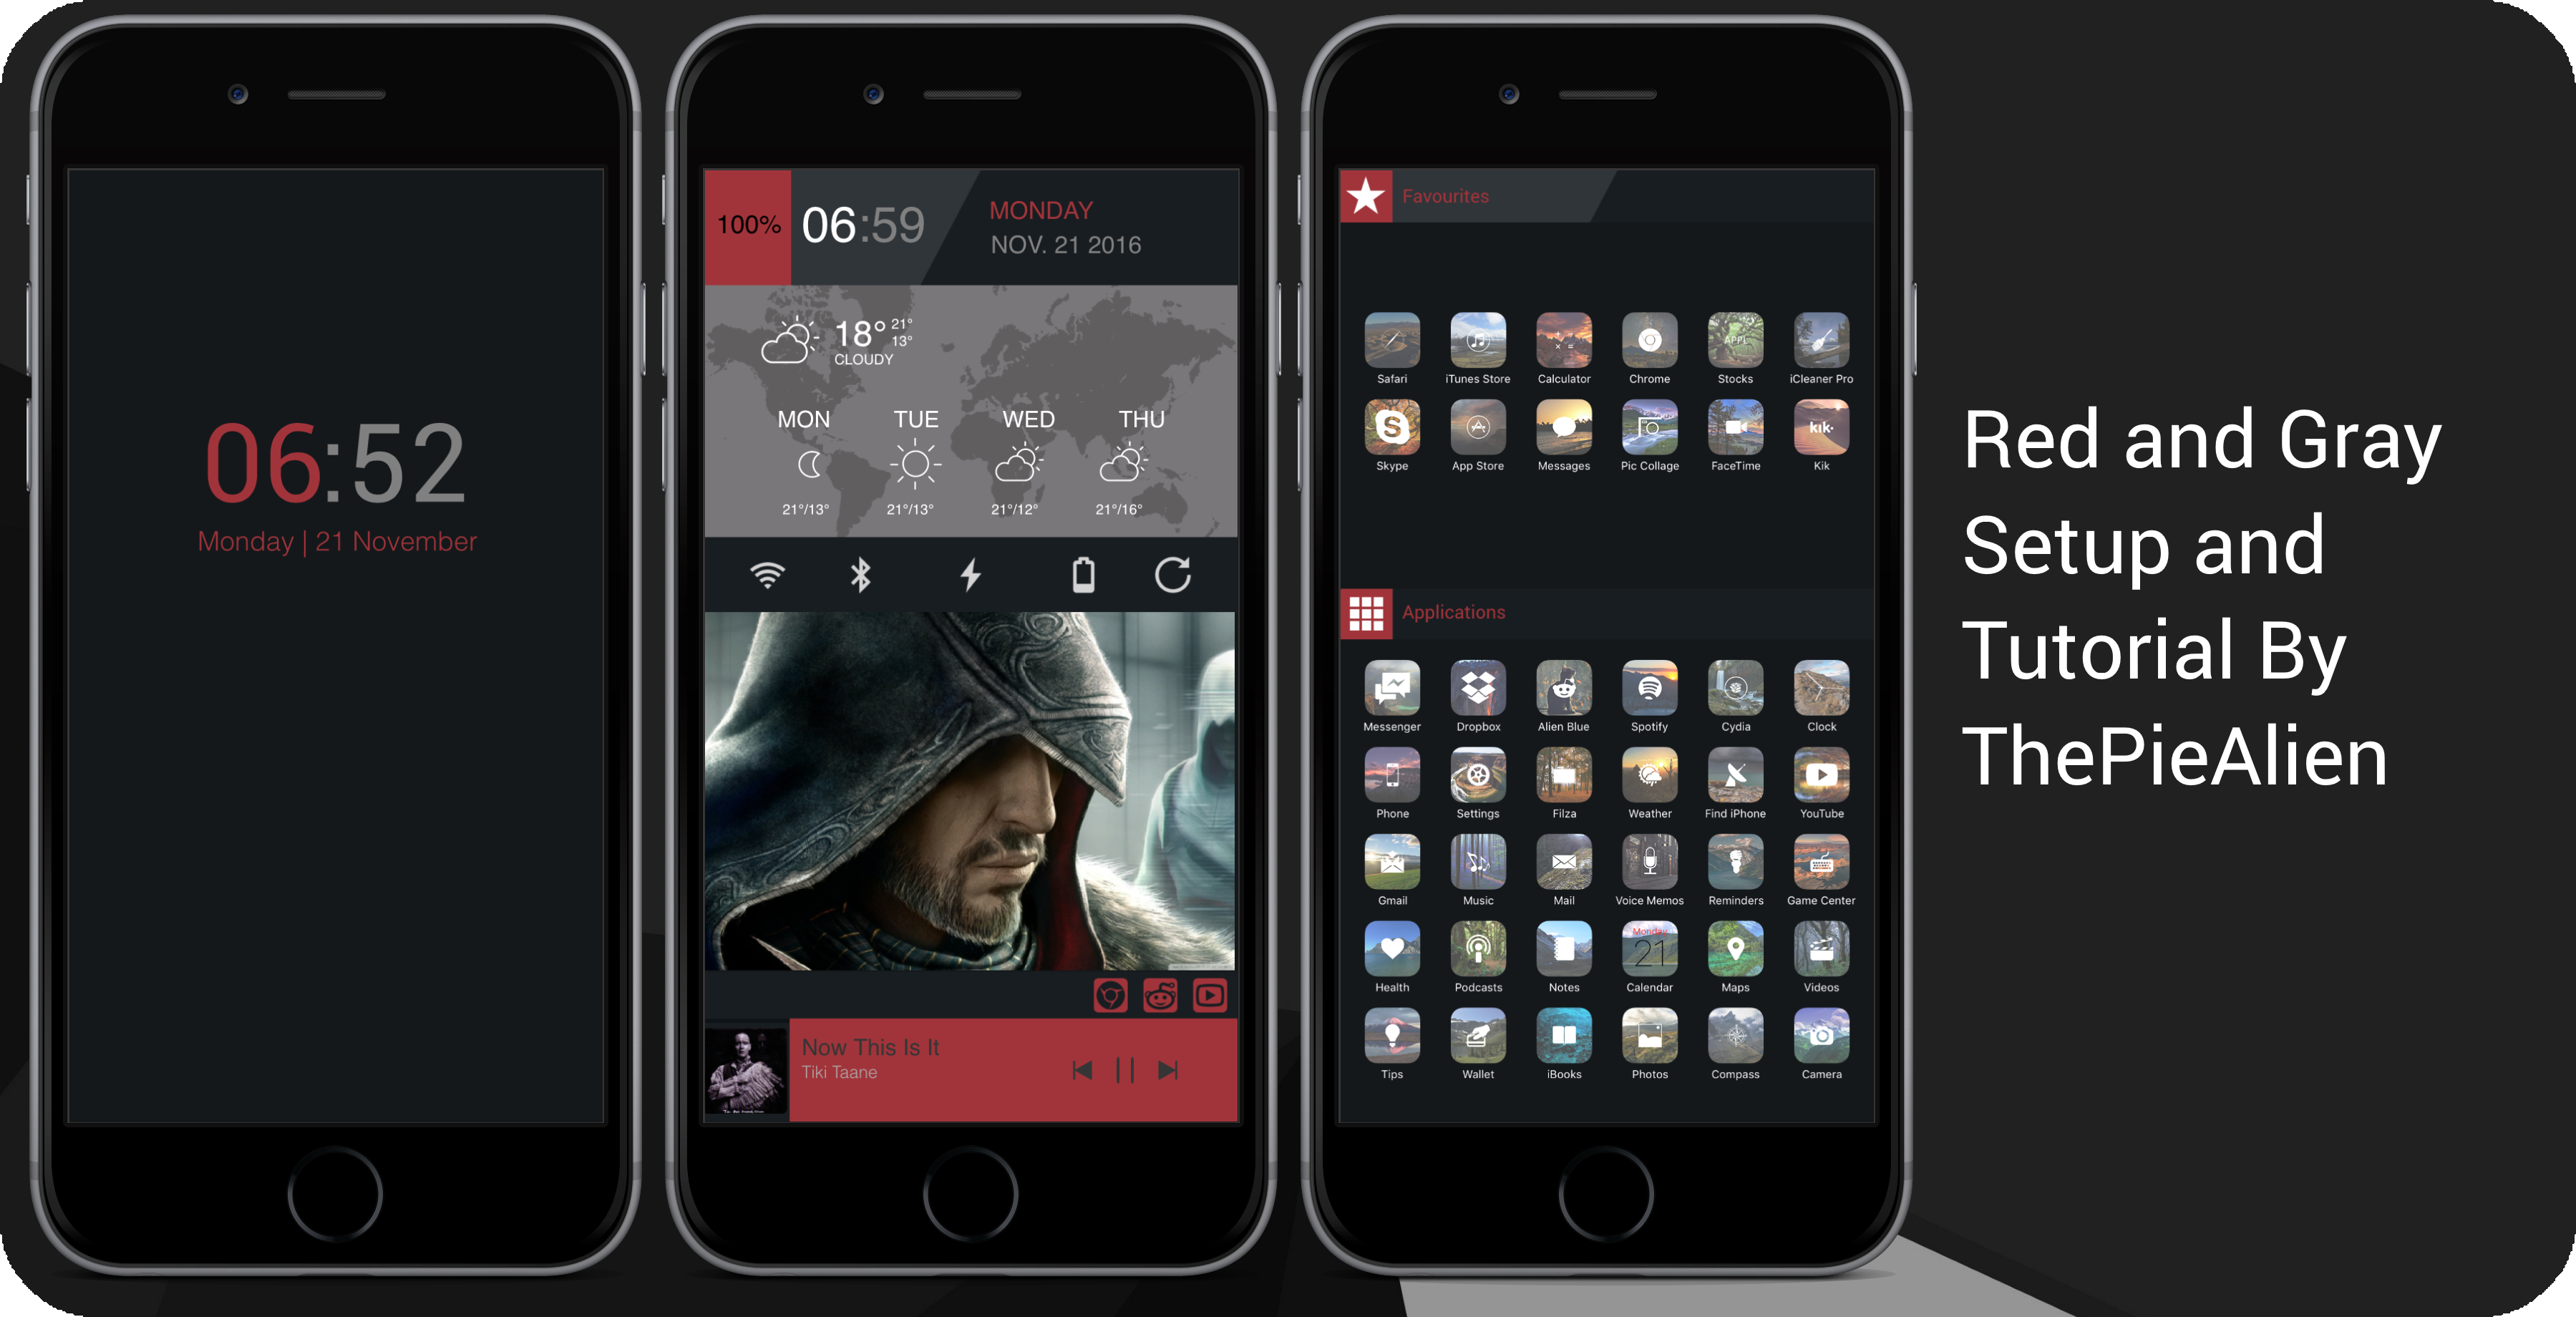 06:52
Monday | 21 November
100%
06:59
MONDAY
NOV. 21 2016
18° 21°
13°
CLOUDY
MON TUE WED THU
21°/13° 21°/13° 21°/12° 21°/16°
Now This Is It
Tiki Taane
Favourites
APPL
Safari iTunes Store Calculator Chrome Stocks iCleaner Pro
kik
Skype App Store Messages Pic Collage FaceTime Kik
Applications
Messenger Dropbox Alien Blue Spotify Cydia Clock
Phone Settings Filza Weather Find iPhone YouTube
Gmail Music Mail Voice Memos Reminders Game Center
Monday
21
Health Podcasts Notes Calendar Maps Videos
Tips Wallet iBooks Photos Compass Camera
Red and Gray
Setup and
Tutorial By
ThePieAlien